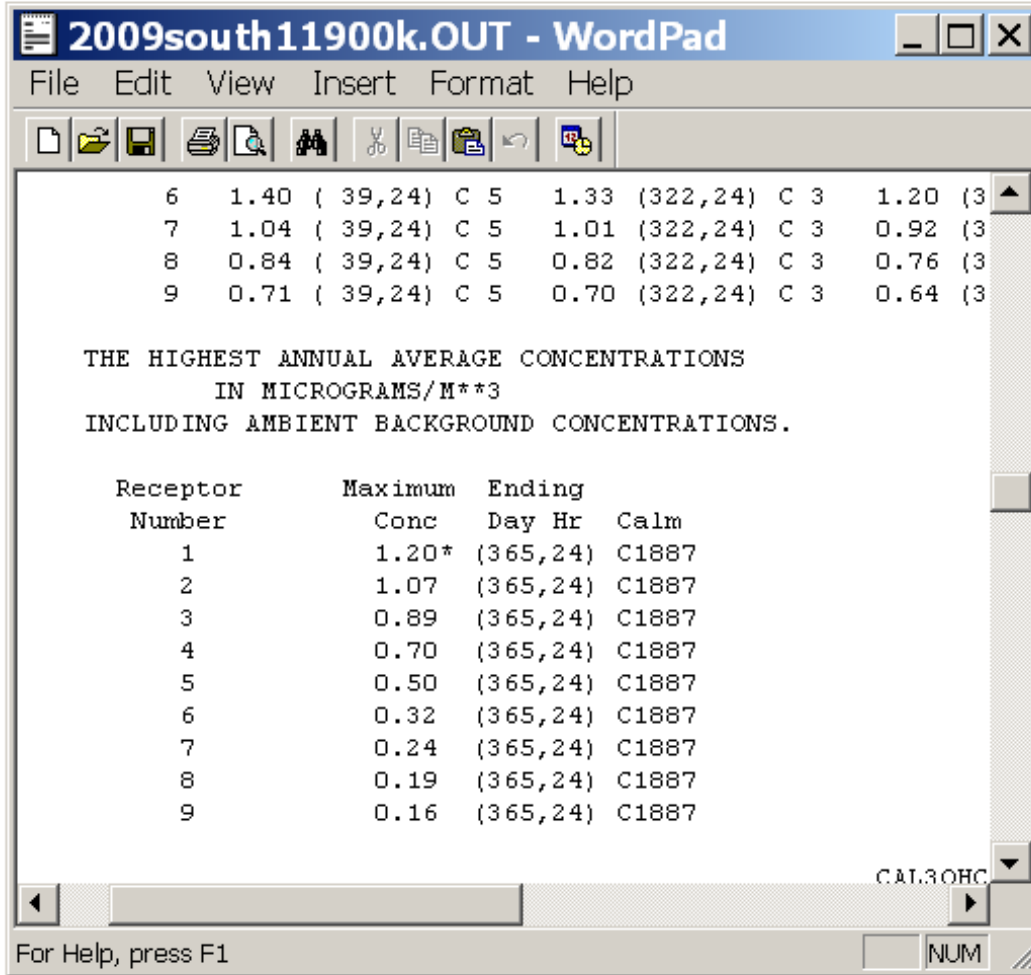 2009south11900k.OUT - WordPad
File Edit View Insert Format Help
6 1.40 ( 39,24) C 5 1.33 (322,24) C 3 1.20 (3
7 1.04 ( 39,24) C 5 1.01 (322,24) C 3 0.92 (3
8 0.84 ( 39,24) C 5 0.82 (322,24) C 3 0.76 (3
9 0.71 ( 39,24) C 5 0.70 (322,24) C 3 0.64 (3
THE HIGHEST ANNUAL AVERAGE CONCENTRATIONS
IN MICROGRAMS/M**3
INCLUDING AMBIENT BACKGROUND CONCENTRATIONS.
Receptor Maximum Ending
Number Conc Day Hr Calm
1 1.20* (365,24) C1887
2 1.07 (365,24) C1887
3 0.89 (365,24) C1887
4 0.70 (365,24) C1887
5 0.50 (365,24) C1887
6 0.32 (365,24) C1887
7 0.24 (365,24) C1887
8 0.19 (365,24) C1887
9 0.16 (365,24) C1887
CAL3QHC
For Help, press F1 NUM